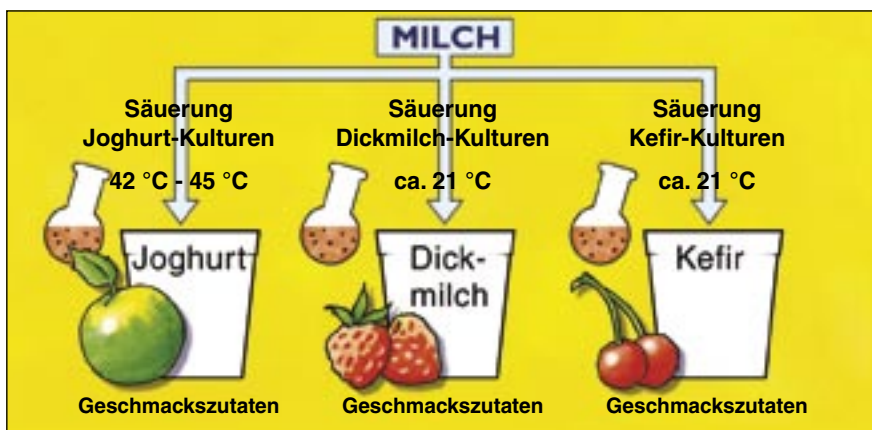 MILCH
Säuerung
Joghurt-Kulturen
42 °C - 45 °C
Joghurt
Geschmackszutaten
Säuerung
Dickmilch-Kulturen
ca. 21 °C
Dick-
milch
Geschmackszutaten
Säuerung
Kefir-Kulturen
ca. 21 °C
Kefir
Geschmackszutaten